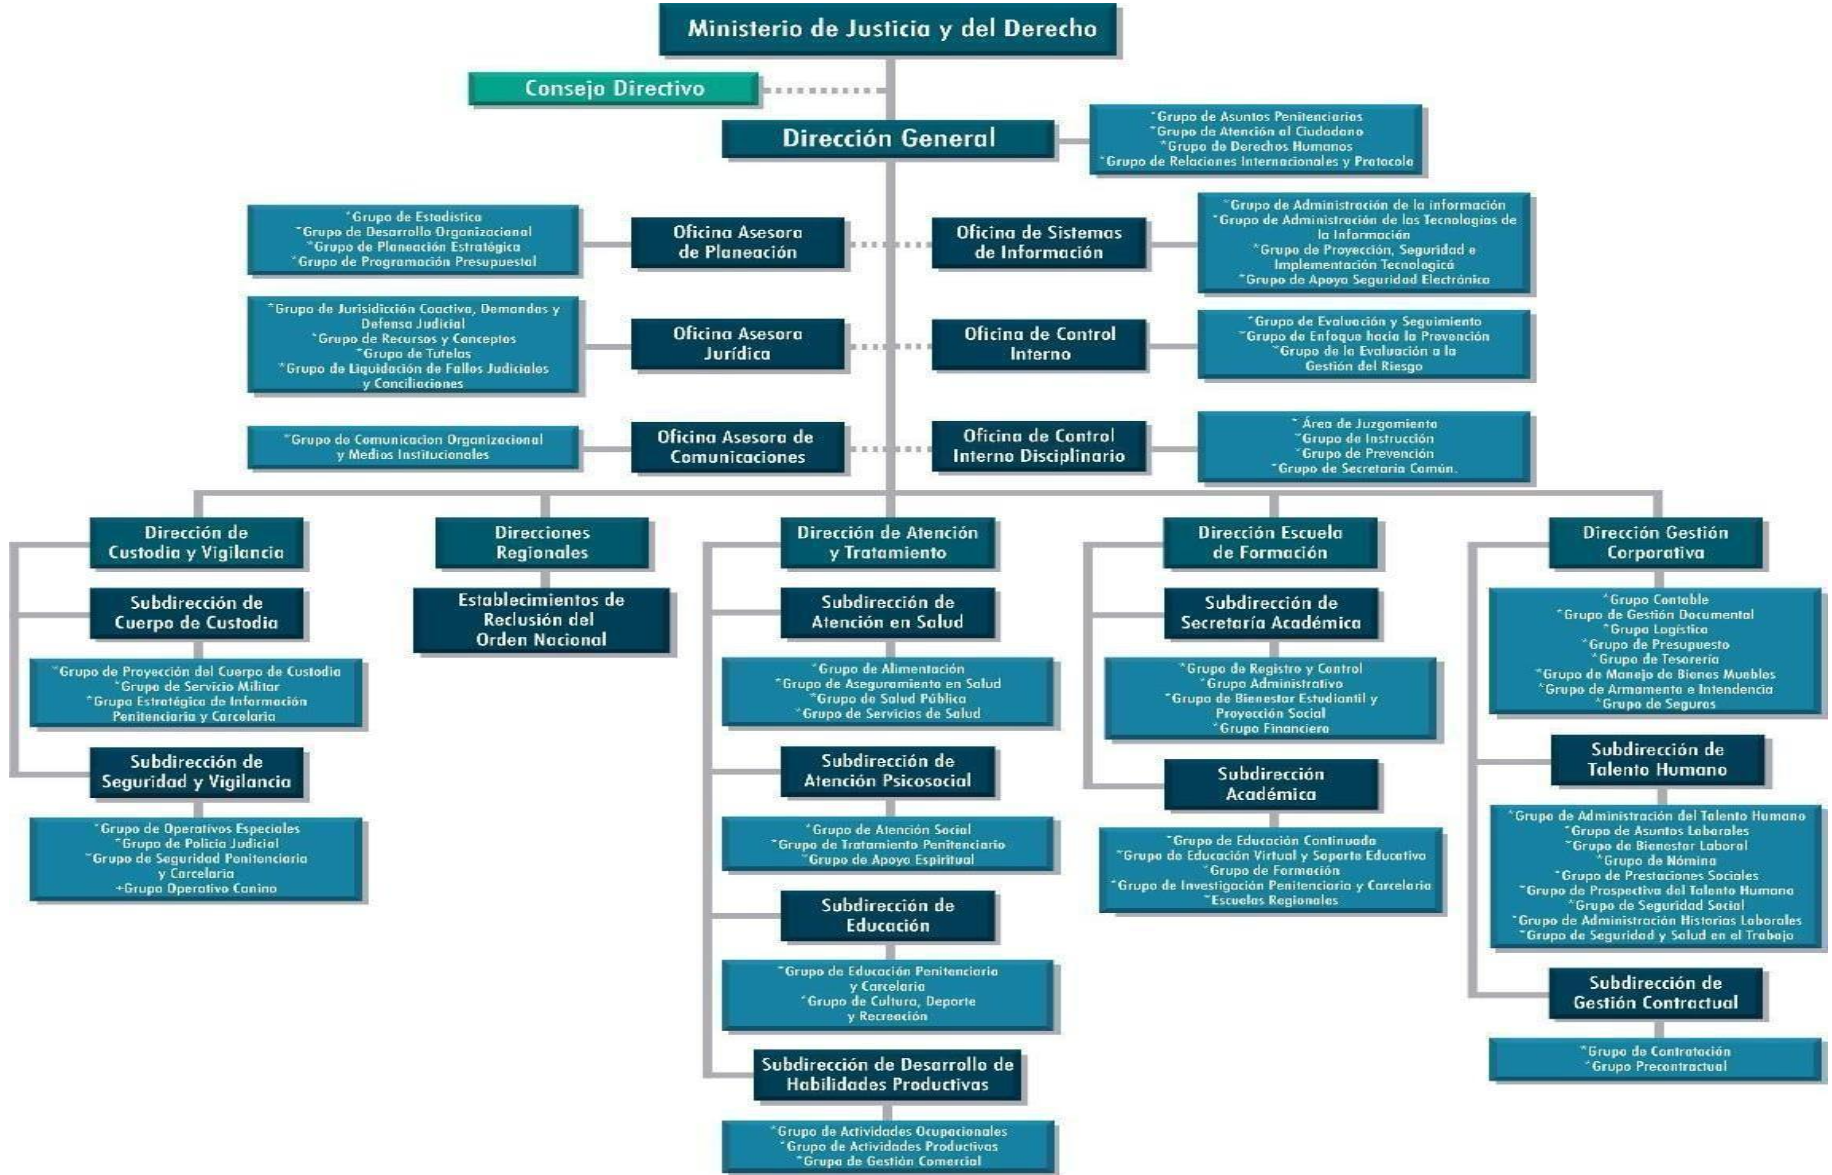 Ministerio de Justicia y del Derecho
Consejo Directivo
Dirección General
*Grupo de Asuntos Penitenciarios
*Grupo de Atención al Ciudadano
*Grupo de Derechos Humanos
*Grupo de Relaciones Internacionales y Protocolo
*Grupo de Estadística
*Grupo de Desarrollo Organizacional
*Grupo de Planeación Estratégica
*Grupo de Programación Presupuestal
Oficina Asesora
de Planeación
Oficina de Sistemas
de Información
*Grupo de Administración de la información
*Grupo de Administración de las Tecnologías de
la Información
*Grupo de Proyección, Seguridad e
Implementación Tecnologicá
*Grupo de Apoyo Seguridad Electrónica
*Grupo de Jurisidicción Coactiva, Demandas y
Defensa Judicial
*Grupo de Recursos y Conceptos
*Grupo de Tutelas
*Grupo de Liquidación de Fallos Judiciales
y Conciliaciones
Oficina Asesora
Jurídica
Oficina de Control
Interno
*Grupo de Evaluación y Seguimiento
*Grupo de Enfoque hacia la Prevención
*Grupo de la Evaluación a la
Gestión del Riesgo
*Grupo de Comunicacion Organizacional
y Medios Institucionales
Oficina Asesora de
Comunicaciones
Oficina de Control
Interno Disciplinario
* Área de Juzgamiento
*Grupo de Instrucción
*Grupo de Prevención
*Grupo de Secretaría Común.
Dirección de
Custodia y Vigilancia
Subdirección de
Cuerpo de Custodia
*Grupo de Proyección del Cuerpo de Custodia
*Grupo de Servicio Militar
*Grupo Estratégica de Información
Penitenciaria y Carcelaria
Subdirección de
Seguridad y Vigilancia
*Grupo de Operativos Especiales
*Grupo de Policía Judicial
*Grupo de Seguridad Penitenciaria
y Carcelaria
+Grupo Operativo Canino
Direcciones
Regionales
Establecimientos de
Reclusión del
Orden Nacional
Dirección de Atención
y Tratamiento
Subdirección de
Atención en Salud
*Grupo de Alimentación
*Grupo de Aseguramiento en Salud
*Grupo de Salud Pública
*Grupo de Servicios de Salud
Subdirección de
Atención Psicosocial
*Grupo de Atención Social
*Grupo de Tratamiento Penitenciario
*Grupo de Apoyo Espiritual
Subdirección de
Educación
*Grupo de Educación Penitenciaria
y Carcelaria
*Grupo de Cultura, Deporte
y Recreación
Subdirección de Desarrollo de
Habilidades Productivas
*Grupo de Actividades Ocupacionales
*Grupo de Actividades Productivas
*Grupo de Gestión Comercial
Dirección Escuela
de Formación
Subdirección de
Secretaría Académica
*Grupo de Registro y Control
*Grupo Administrativo
*Grupo de Bienestar Estudiantil y
Proyección Social
*Grupo Financiero
Subdirección
Académica
*Grupo de Educación Continuada
*Grupo de Educación Virtual y Soporte Educativo
*Grupo de Formación
*Grupo de Investigación Penitenciaria y Carcelaria
*Escuelas Regionales
Dirección Gestión
Corporativa
*Grupo Contable
*Grupo de Gestión Documental
*Grupo Logística
*Grupo de Presupuesto
*Grupo de Tesorería
*Grupo de Manejo de Bienes Muebles
*Grupo de Armamento e Intendencia
*Grupo de Seguros
Subdirección de
Talento Humano
*Grupo de Administración del Talento Humano
*Grupo de Asuntos Laborales
*Grupo de Bienestar Laboral
*Grupo de Nómina
*Grupo de Prestaciones Sociales
*Grupo de Prospectiva del Talento Humano
*Grupo de Seguridad Social
*Grupo de Administración Historias Laborales
*Grupo de Seguridad y Salud en el Trabajo
Subdirección de
Gestión Contractual
*Grupo de Contratación
*Grupo Precontractual